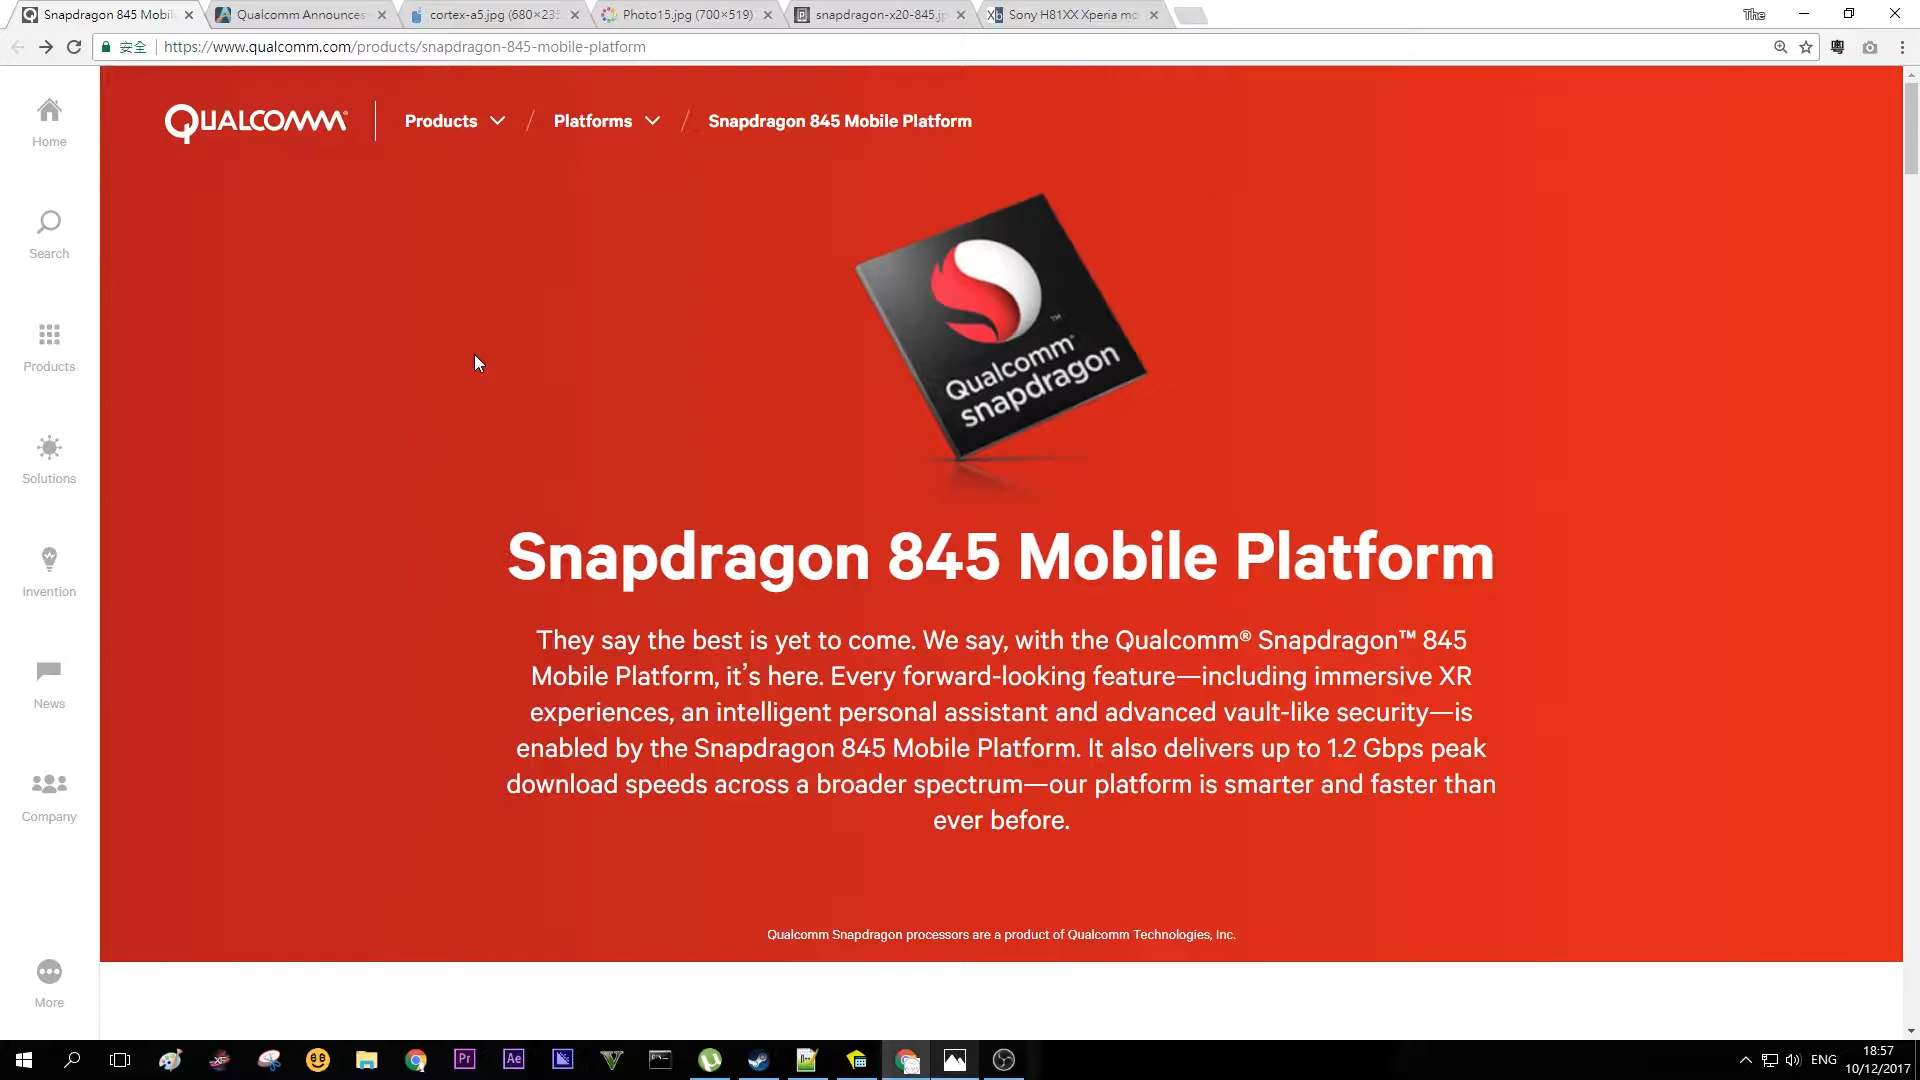 Snapdragon 845 Mobil
Qualcomm Announces
cortex-a5.jpg (680×235
Photo15.jpg (700×519)
snapdragon-x20-845.jp
Sony H81XX Xperia mo
The
安全
https://www.qualcomm.com/products/snapdragon-845-mobile-platform
粵
Home
Search
Products
Solutions
Invention
News
Company
More
QUALCOMM®
Products
/
Platforms
/
Snapdragon 845 Mobile Platform
TM
Qualcomm®
snapdragon
Snapdragon 845 Mobile Platform
They say the best is yet to come. We say, with the Qualcomm® Snapdragon™ 845
Mobile Platform, it’s here. Every forward-looking feature—including immersive XR
experiences, an intelligent personal assistant and advanced vault-like security—is
enabled by the Snapdragon 845 Mobile Platform. It also delivers up to 1.2 Gbps peak
download speeds across a broader spectrum—our platform is smarter and faster than
ever before.
Qualcomm Snapdragon processors are a product of Qualcomm Technologies, Inc.
Pr
Ae
ENG
18:57
10/12/2017